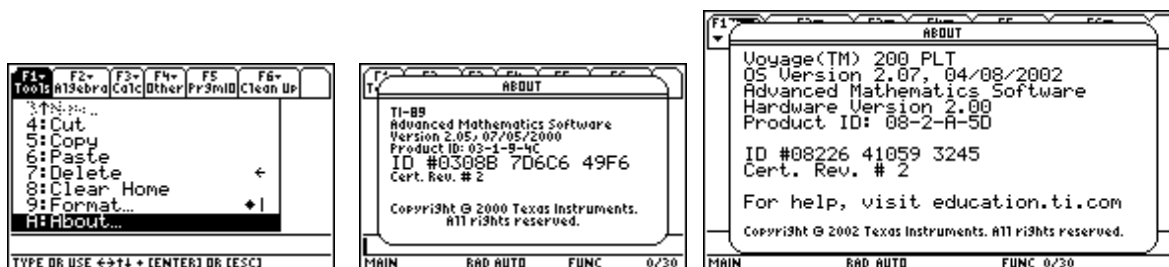 F1▾ F2▾ F3▾ F4▾ F5 F6▾
Tools Algebra Calc Other PrgmIO Clean Up
4:Cut
5:Copy
6:Paste
7:Delete ←
8:Clear Home
9:Format… ◆|
A:About…
TYPE OR USE ←→↑↓ + [ENTER] OR [ESC]
ABOUT
TI-89
Advanced Mathematics Software
Version 2.05, 07/05/2000
Product ID: 03-1-9-4C
ID #0308B 7D6C6 49F6
Cert. Rev. # 2
Copyright © 2000 Texas Instruments.
All rights reserved.
MAIN RAD AUTO FUNC 0/30
F1
ABOUT
Voyage(TM) 200 PLT
OS Version 2.07, 04/08/2002
Advanced Mathematics Software
Hardware Version 2.00
Product ID: 08-2-A-5D
ID #08226 41059 3245
Cert. Rev. # 2
For help, visit education.ti.com
Copyright © 2002 Texas Instruments. All rights reserved.
MAIN RAD AUTO FUNC 0/30